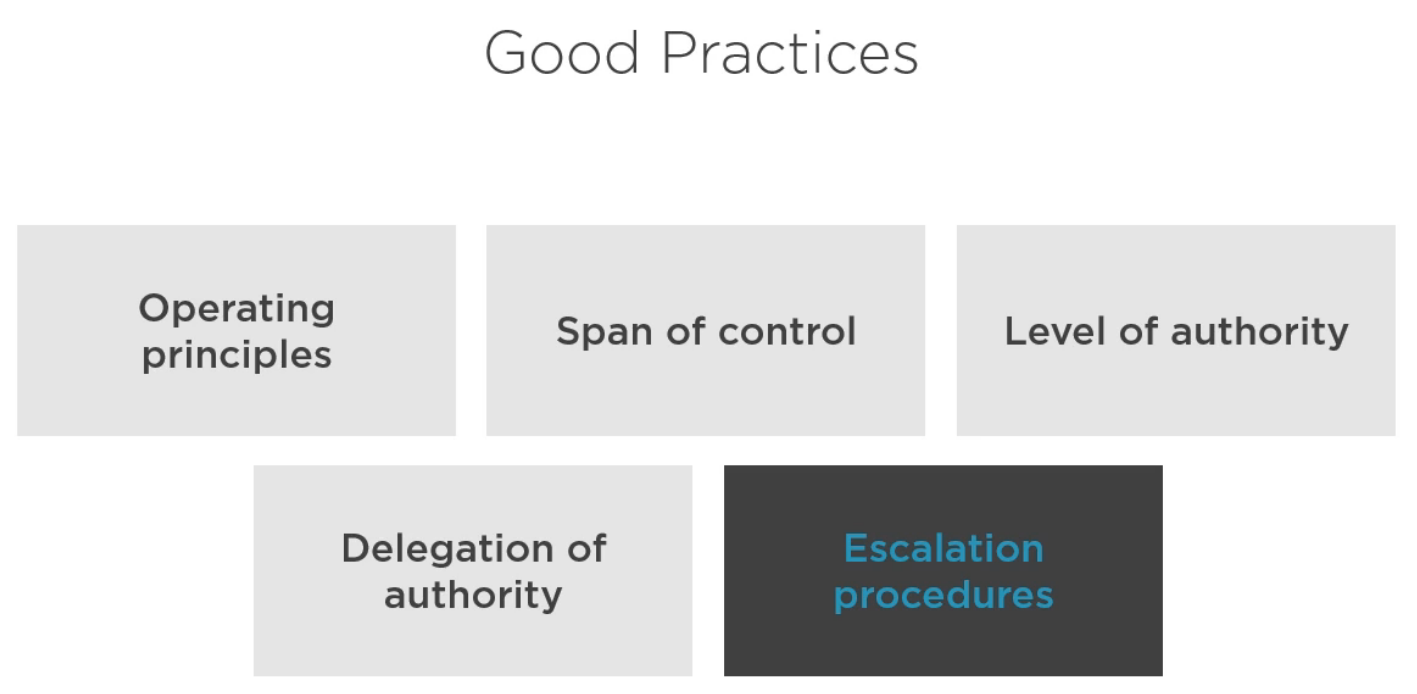 Good Practices
Operating
principles
Span of control
Level of authority
Delegation of
authority
Escalation
procedures